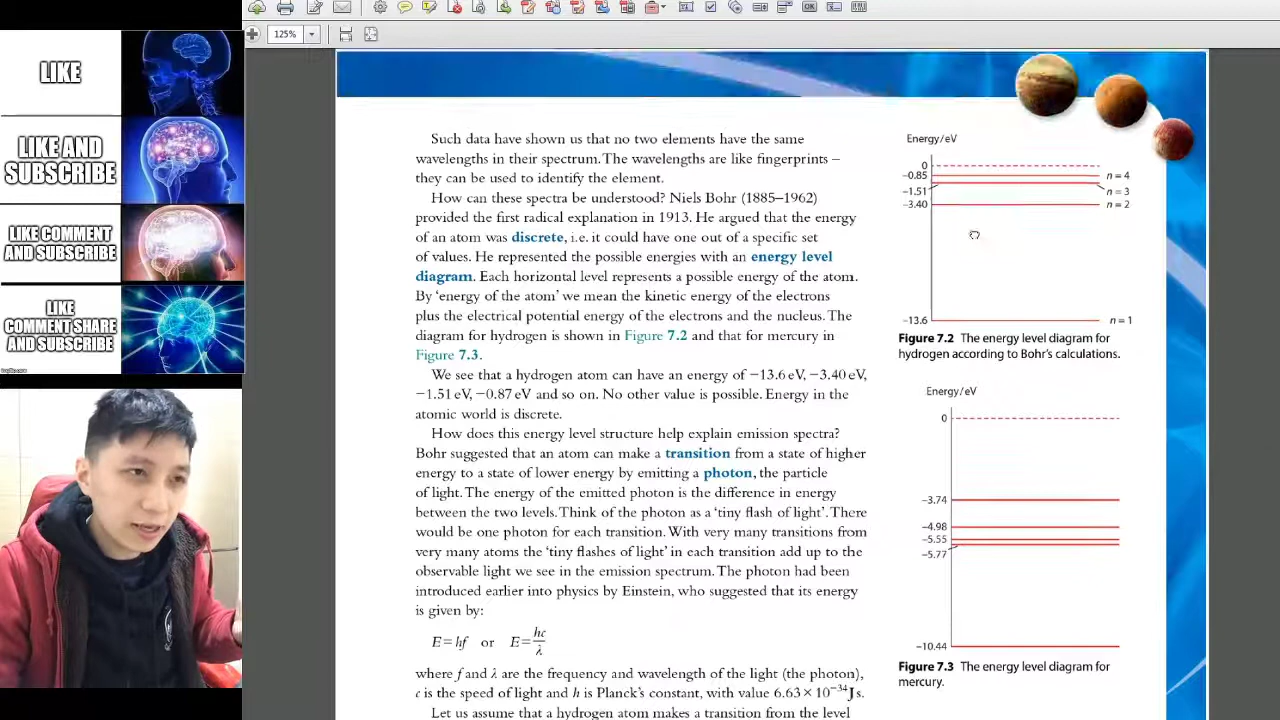 LIKE
LIKE AND
SUBSCRIBE
LIKE COMMENT
AND SUBSCRIBE
LIKE
COMMENT SHARE
AND SUBSCRIBE
125%
Such data have shown us that no two elements have the same
wavelengths in their spectrum. The wavelengths are like fingerprints –
they can be used to identify the element.
How can these spectra be understood? Niels Bohr (1885–1962)
provided the first radical explanation in 1913. He argued that the energy
of an atom was discrete, i.e. it could have one out of a specific set
of values. He represented the possible energies with an energy level
diagram. Each horizontal level represents a possible energy of the atom.
By ‘energy of the atom’ we mean the kinetic energy of the electrons
plus the electrical potential energy of the electrons and the nucleus. The
diagram for hydrogen is shown in Figure 7.2 and that for mercury in
Figure 7.3.
We see that a hydrogen atom can have an energy of −13.6 eV, −3.40 eV,
−1.51 eV, −0.87 eV and so on. No other value is possible. Energy in the
atomic world is discrete.
How does this energy level structure help explain emission spectra?
Bohr suggested that an atom can make a transition from a state of higher
energy to a state of lower energy by emitting a photon, the particle
of light. The energy of the emitted photon is the difference in energy
between the two levels. Think of the photon as a ‘tiny flash of light’. There
would be one photon for each transition. With very many transitions from
very many atoms the ‘tiny flashes of light’ in each transition add up to the
observable light we see in the emission spectrum. The photon had been
introduced earlier into physics by Einstein, who suggested that its energy
is given by:
E = hf or E = hc/λ
where f and λ are the frequency and wavelength of the light (the photon),
c is the speed of light and h is Planck’s constant, with value 6.63 × 10⁻³⁴ J s.
Let us assume that a hydrogen atom makes a transition from the level
Energy/eV
0
−0.85 n = 4
−1.51 n = 3
−3.40 n = 2
−13.6 n = 1
Figure 7.2 The energy level diagram for
hydrogen according to Bohr’s calculations.
Energy/eV
0
−3.74
−4.98
−5.55
−5.77
−10.44
Figure 7.3 The energy level diagram for
mercury.